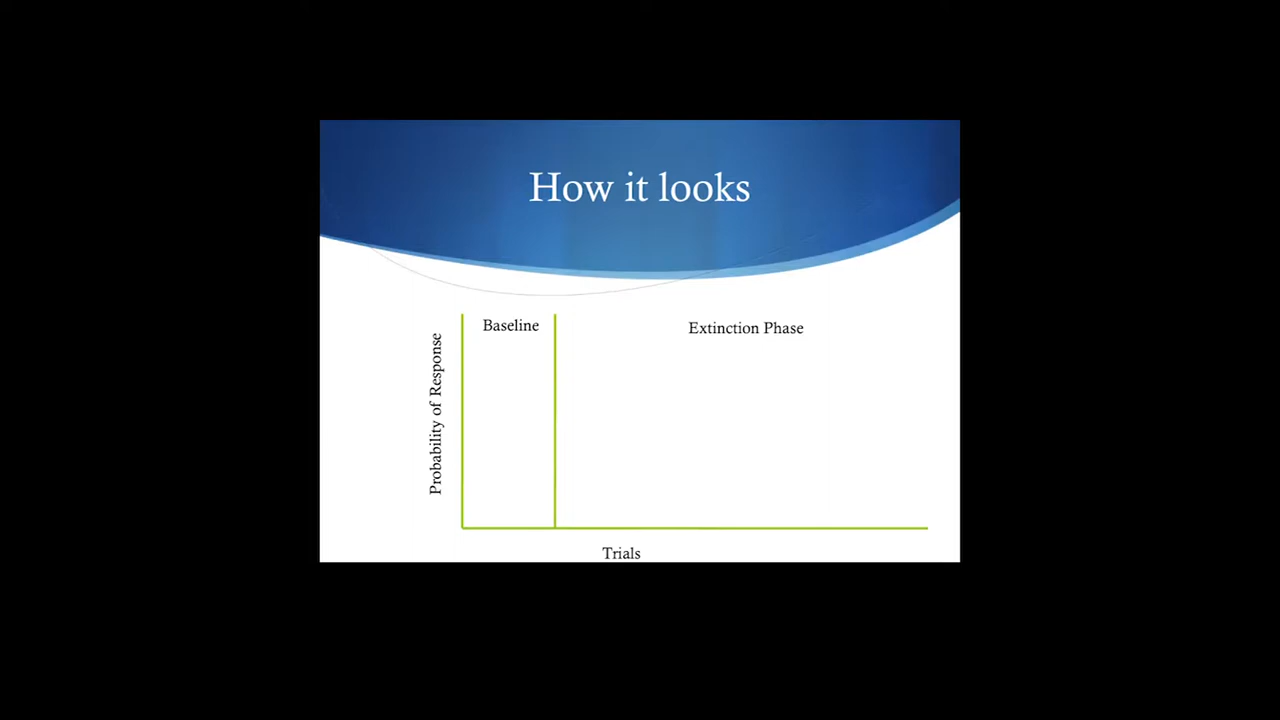 How it looks
Baseline
Extinction Phase
Probability of Response
Trials